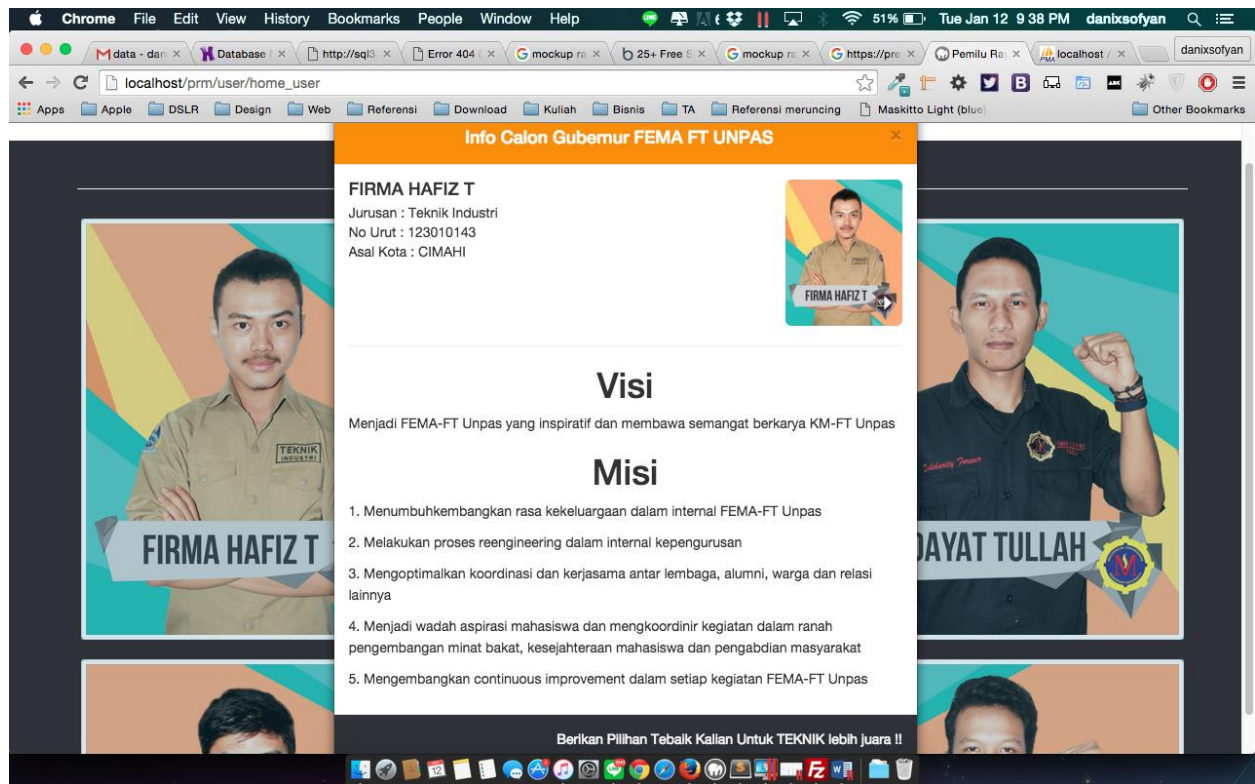 Chrome File Edit View History Bookmarks People Window Help 51% Tue Jan 12 9 38 PM danixsofyan
M data - dan Database http://sql3 Error 404 mockup ra 25+ Free S mockup ra https://pre Pemilu Ra localhost / danixsofyan
localhost/prm/user/home_user
Apps Apple DSLR Design Web Referensi Download Kuliah Bisnis TA Referensi meruncing Maskitto Light (blue) Other Bookmarks
Info Calon Gubernur FEMA FT UNPAS ×
FIRMA HAFIZ T
Jurusan : Teknik Industri
No Urut : 123010143
Asal Kota : CIMAHI
FIRMA HAFIZ T
Visi
Menjadi FEMA-FT Unpas yang inspiratif dan membawa semangat berkarya KM-FT Unpas
Misi
1. Menumbuhkembangkan rasa kekeluargaan dalam internal FEMA-FT Unpas
2. Melakukan proses reengineering dalam internal kepengurusan
3. Mengoptimalkan koordinasi dan kerjasama antar lembaga, alumni, warga dan relasi
lainnya
4. Menjadi wadah aspirasi mahasiswa dan mengkoordinir kegiatan dalam ranah
pengembangan minat bakat, kesejahteraan mahasiswa dan pengabdian masyarakat
5. Mengembangkan continuous improvement dalam setiap kegiatan FEMA-FT Unpas
Berikan Pilihan Tebaik Kalian Untuk TEKNIK lebih juara !!
TEKNIK
INDUSTRI
FIRMA HAFIZ T
Solidarity Forever
DAYAT TULLAH
M